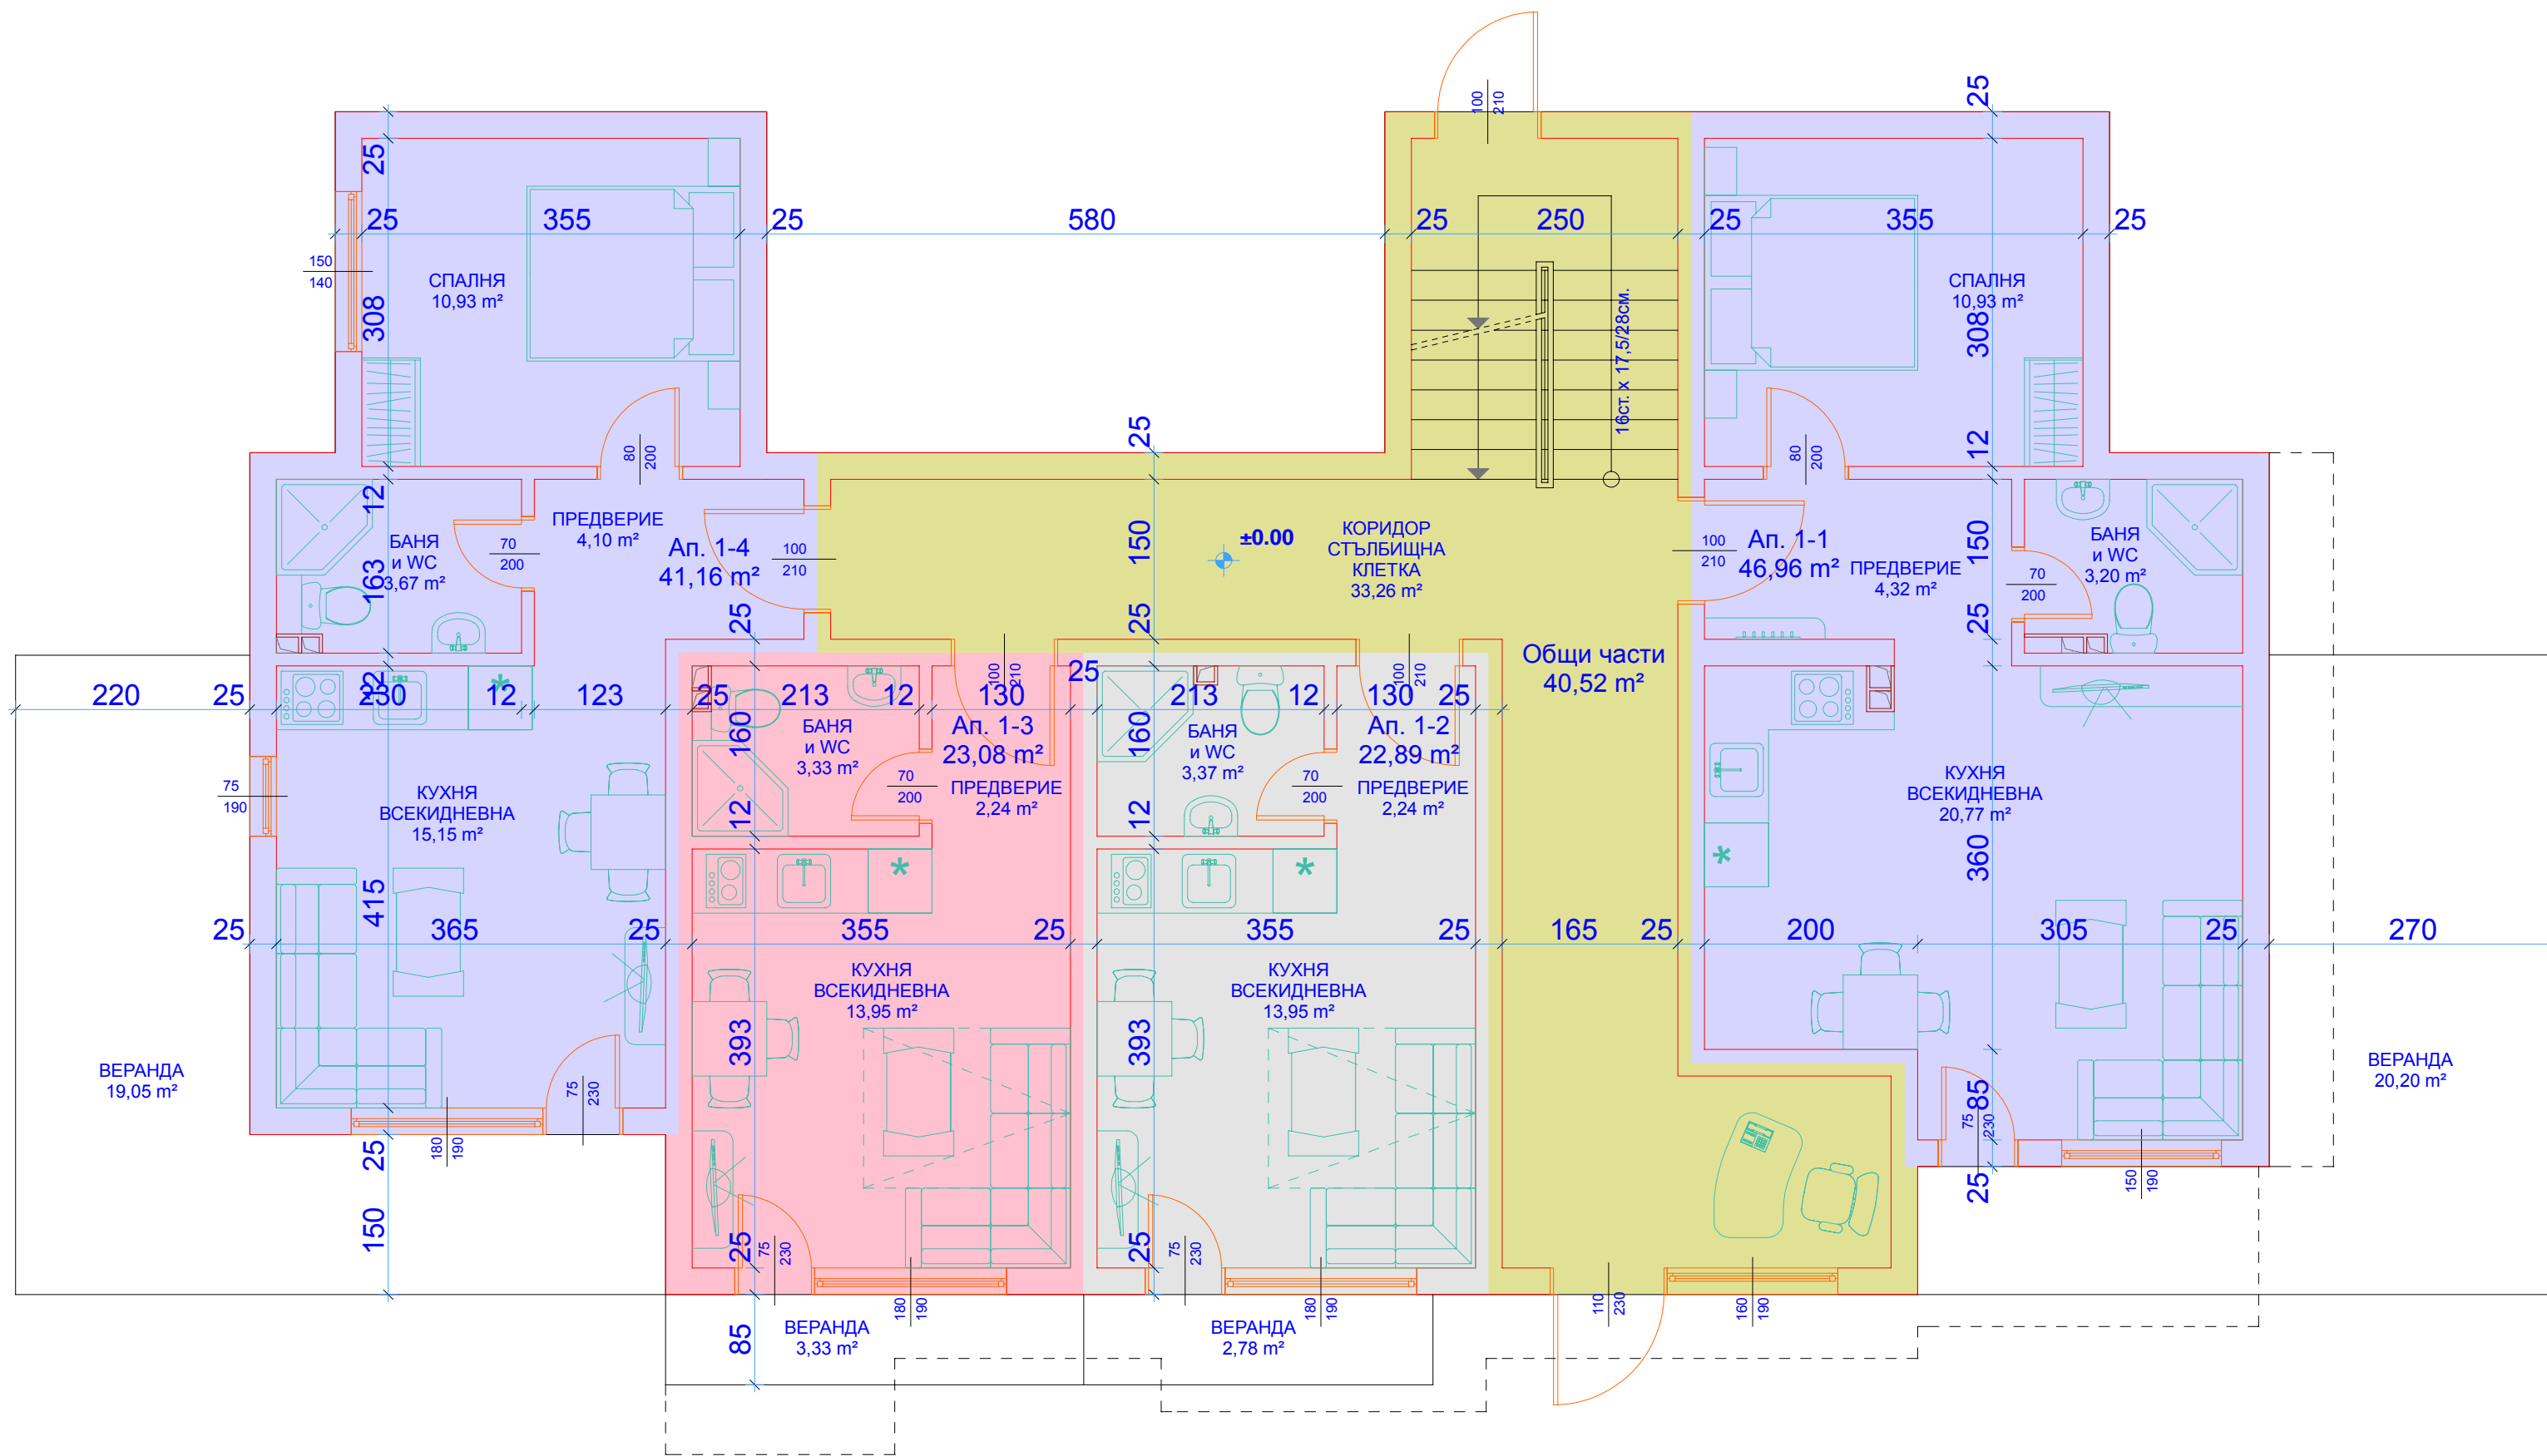 100
210
25
25
25
355
25
580
25
250
25
355
25
150
140
СПАЛНЯ
10,93 m²
308
16ст. x 17,5/28см.
СПАЛНЯ
10,93 m²
308
25
80
200
80
200
12
12
ПРЕДВЕРИЕ
4,10 m²
БАНЯ
и WC
3,67 m²
163
70
200
Ап. 1-4
41,16 m²
100
210
150
±0.00
КОРИДОР
СТЪЛБИЩНА
КЛЕТКА
33,26 m²
100
210
Ап. 1-1
46,96 m²
ПРЕДВЕРИЕ
4,32 m²
150
70
200
БАНЯ
и WC
3,20 m²
25
25
25
Общи части
40,52 m²
12
100
210
25
100
210
220
25
230
12
123
25
213
12
130
213
12
130
25
Ап. 1-3
23,08 m²
Ап. 1-2
22,89 m²
БАНЯ
и WC
3,33 m²
160
БАНЯ
и WC
3,37 m²
160
70
200
70
200
ПРЕДВЕРИЕ
2,24 m²
ПРЕДВЕРИЕ
2,24 m²
75
190
КУХНЯ
ВСЕКИДНЕВНА
15,15 m²
12
12
КУХНЯ
ВСЕКИДНЕВНА
20,77 m²
360
415
25
365
25
355
25
355
25
165
25
200
305
25
270
КУХНЯ
ВСЕКИДНЕВНА
13,95 m²
393
КУХНЯ
ВСЕКИДНЕВНА
13,95 m²
393
ВЕРАНДА
19,05 m²
ВЕРАНДА
20,20 m²
75
230
85
75
230
180
190
25
25
150
190
150
25
75
230
25
75
230
180
190
180
190
110
230
160
190
85
ВЕРАНДА
3,33 m²
ВЕРАНДА
2,78 m²